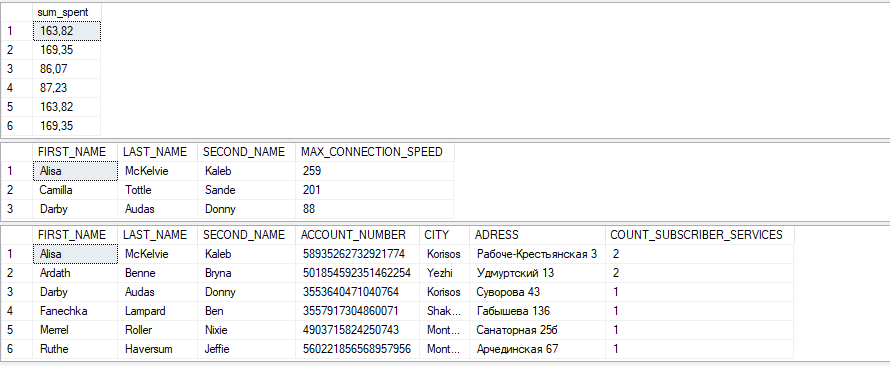 sum_spent
1 163,82
2 169,35
3 86,07
4 87,23
5 163,82
6 169,35
FIRST_NAME LAST_NAME SECOND_NAME MAX_CONNECTION_SPEED
1 Alisa McKelvie Kaleb 259
2 Camilla Tottle Sande 201
3 Darby Audas Donny 88
FIRST_NAME LAST_NAME SECOND_NAME ACCOUNT_NUMBER CITY ADRESS COUNT_SUBSCRIBER_SERVICES
1 Alisa McKelvie Kaleb 58935262732921774 Korisos Рабоче-Крестьянская 3 2
2 Ardath Benne Bryna 501854592351462254 Yezhi Удмуртский 13 2
3 Darby Audas Donny 3553640471040764 Korisos Суворова 43 1
4 Fanechka Lampard Ben 3557917304860071 Shak... Габышева 136 1
5 Merrel Roller Nixie 4903715824250743 Mont... Санаторная 25б 1
6 Ruthe Haversum Jeffie 560221856568957956 Mont... Арчединская 67 1